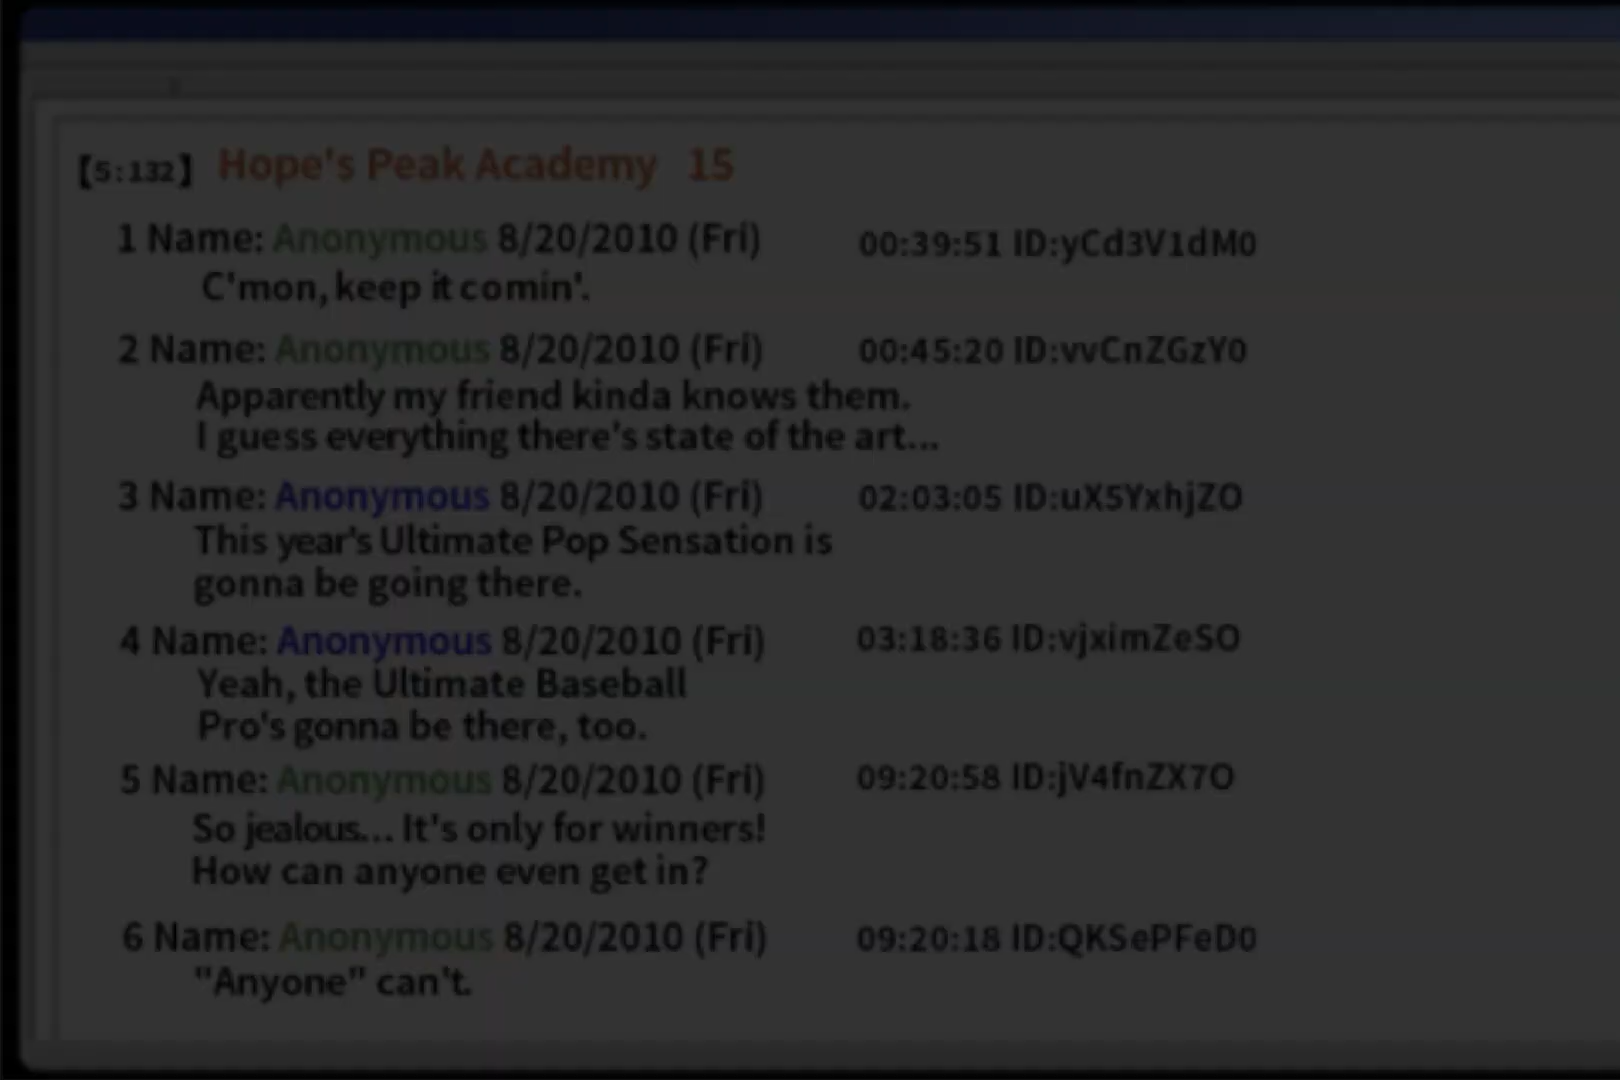 【5:132】 Hope's Peak Academy 15
1 Name: Anonymous 8/20/2010 (Fri) 00:39:51 ID:yCd3V1dM0
C'mon, keep it comin'.
2 Name: Anonymous 8/20/2010 (Fri) 00:45:20 ID:vvCnZGzY0
Apparently my friend kinda knows them.
I guess everything there's state of the art...
3 Name: Anonymous 8/20/2010 (Fri) 02:03:05 ID:uX5YxhjZO
This year's Ultimate Pop Sensation is
gonna be going there.
4 Name: Anonymous 8/20/2010 (Fri) 03:18:36 ID:vjximZeSO
Yeah, the Ultimate Baseball
Pro's gonna be there, too.
5 Name: Anonymous 8/20/2010 (Fri) 09:20:58 ID:jV4fnZX7O
So jealous... It's only for winners!
How can anyone even get in?
6 Name: Anonymous 8/20/2010 (Fri) 09:20:18 ID:QKSePFeD0
"Anyone" can't.